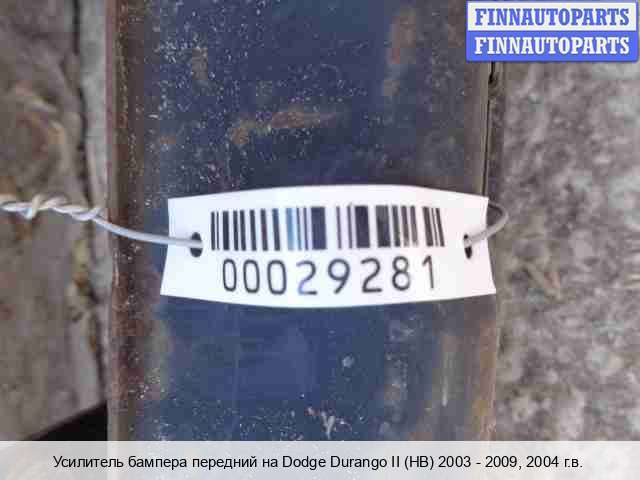 FINNAUTOPARTS
FINNAUTOPARTS
00029281
Усилитель бампера передний на Dodge Durango II (HB) 2003 - 2009, 2004 г.в.